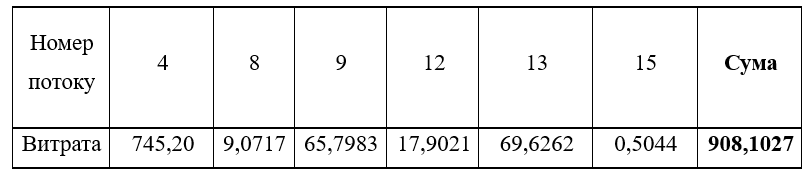 Номер потоку 4 8 9 12 13 15 Сума
Витрата 745,20 9,0717 65,7983 17,9021 69,6262 0,5044 908,1027